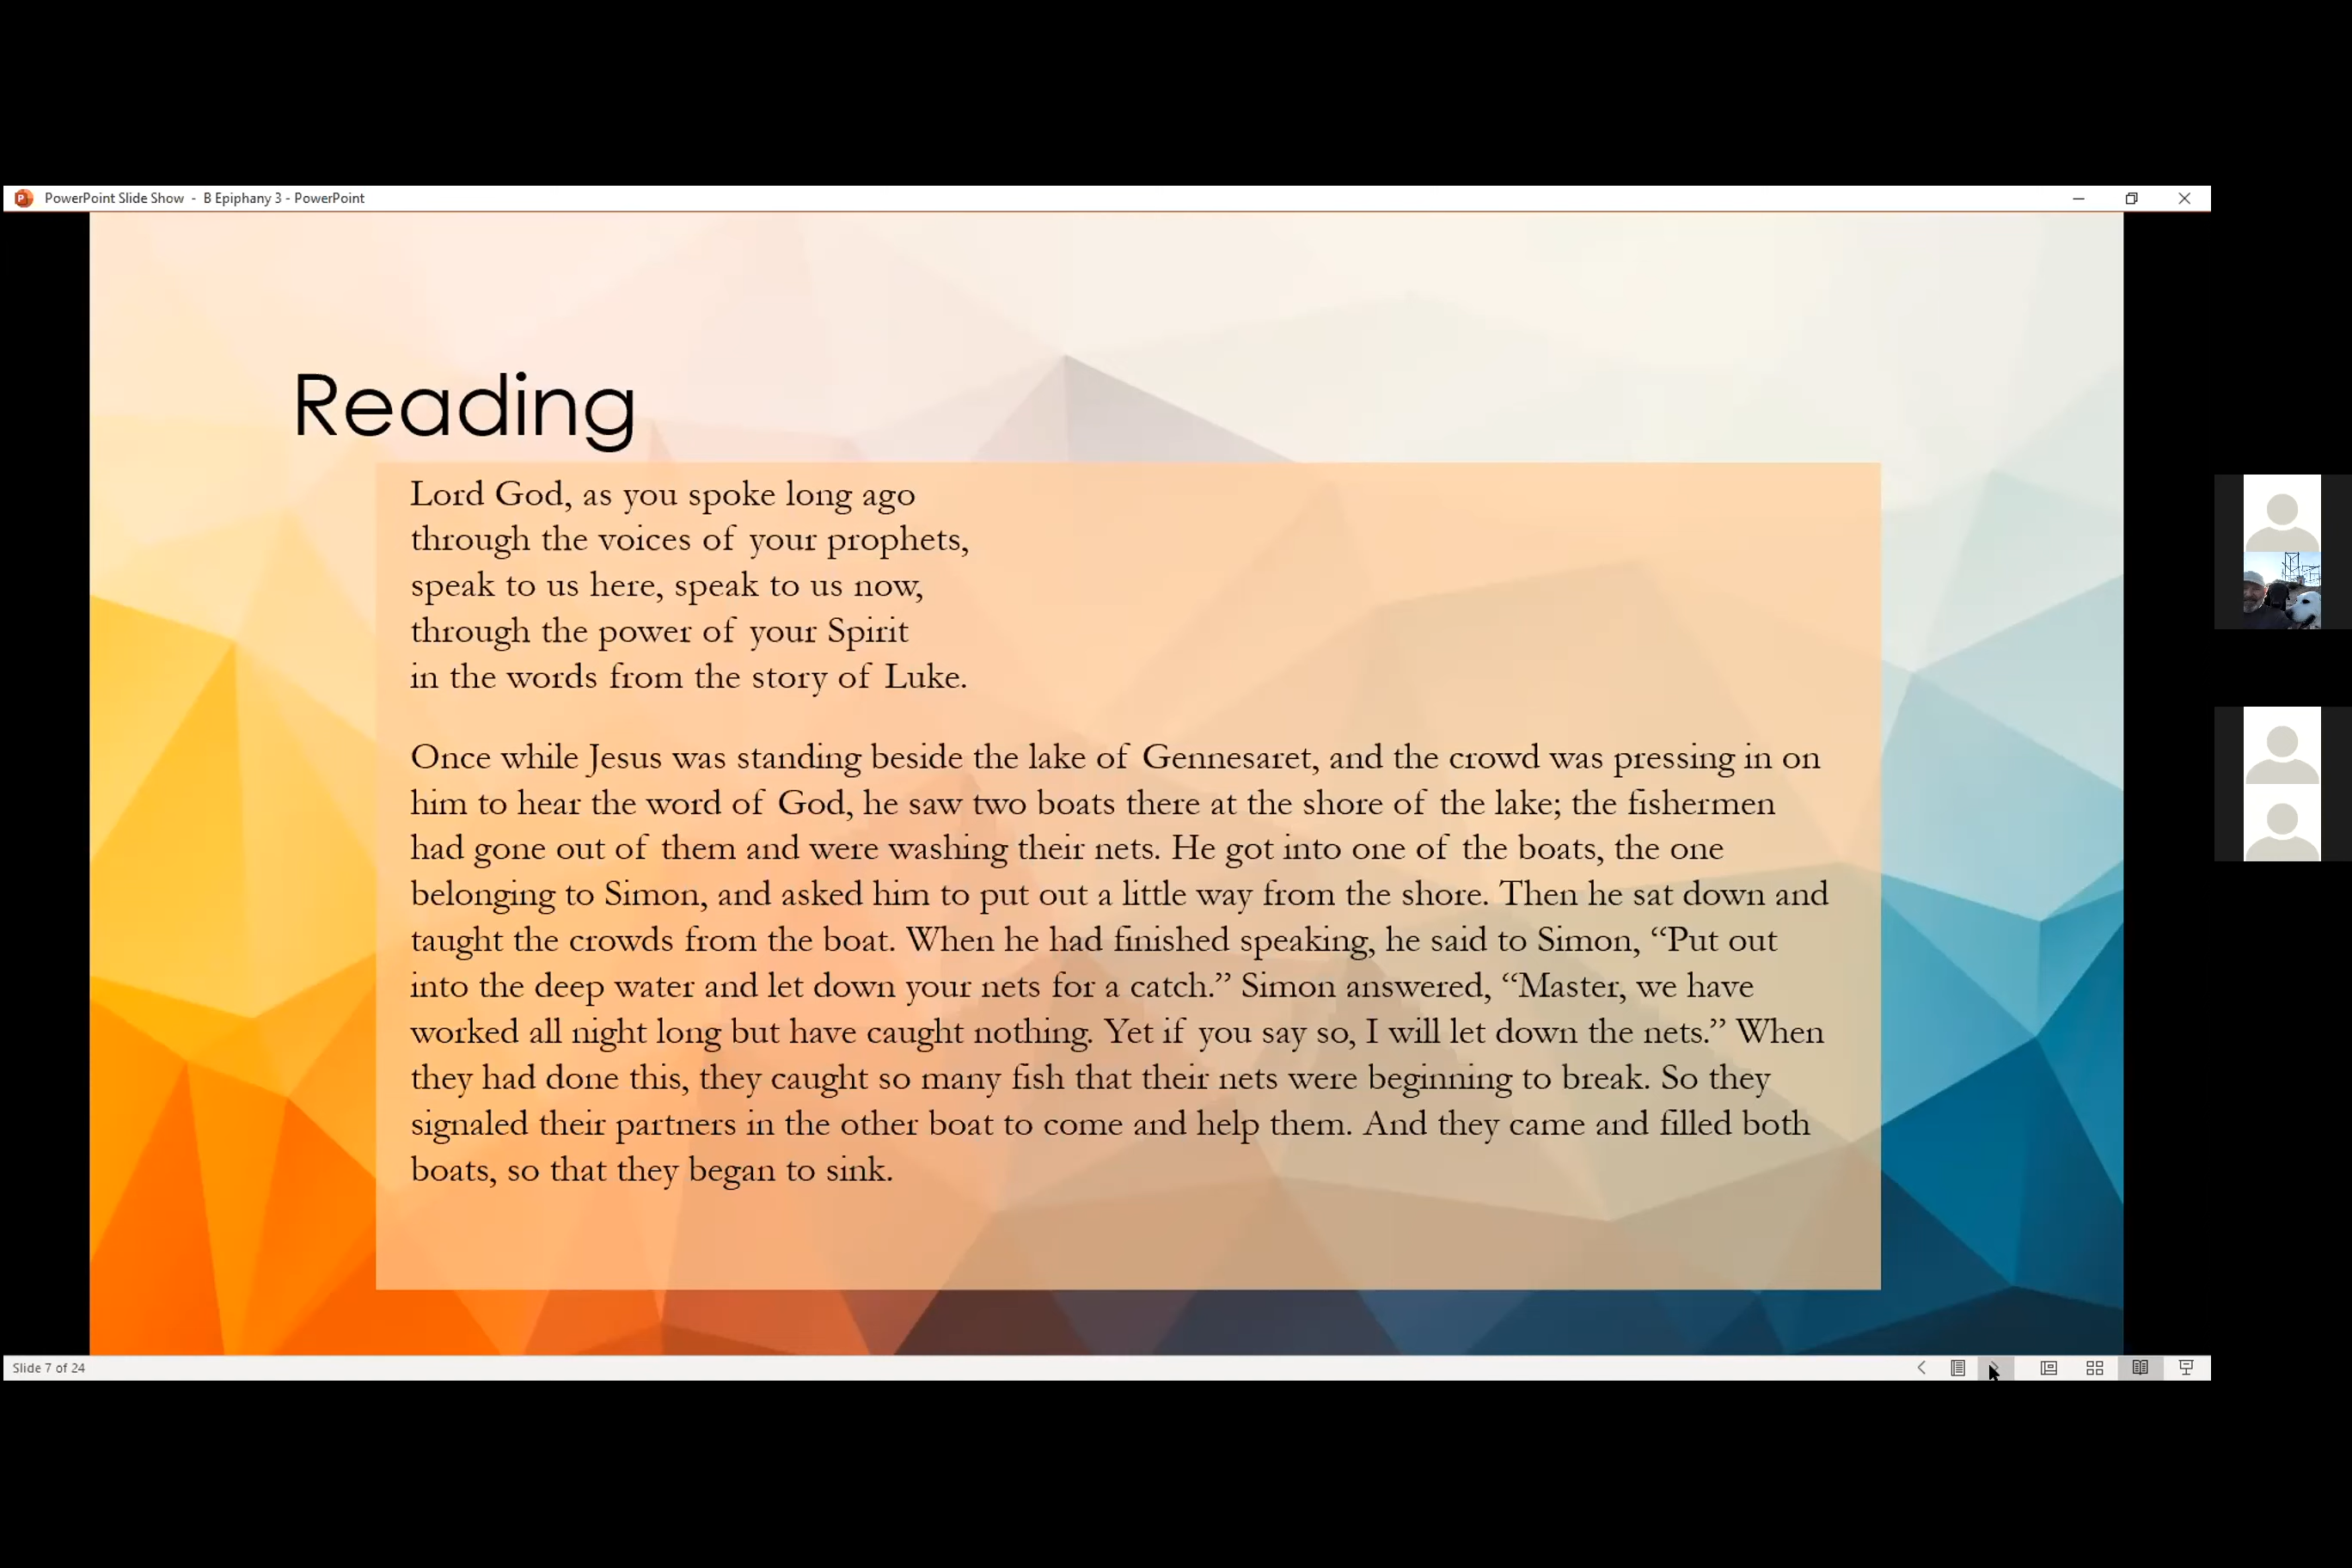 PowerPoint Slide Show - B Epiphany 3 - PowerPoint
Reading
Lord God, as you spoke long ago
through the voices of your prophets,
speak to us here, speak to us now,
through the power of your Spirit
in the words from the story of Luke.
Once while Jesus was standing beside the lake of Gennesaret, and the crowd was pressing in on
him to hear the word of God, he saw two boats there at the shore of the lake; the fishermen
had gone out of them and were washing their nets. He got into one of the boats, the one
belonging to Simon, and asked him to put out a little way from the shore. Then he sat down and
taught the crowds from the boat. When he had finished speaking, he said to Simon, “Put out
into the deep water and let down your nets for a catch.” Simon answered, “Master, we have
worked all night long but have caught nothing. Yet if you say so, I will let down the nets.” When
they had done this, they caught so many fish that their nets were beginning to break. So they
signaled their partners in the other boat to come and help them. And they came and filled both
boats, so that they began to sink.
Slide 7 of 24